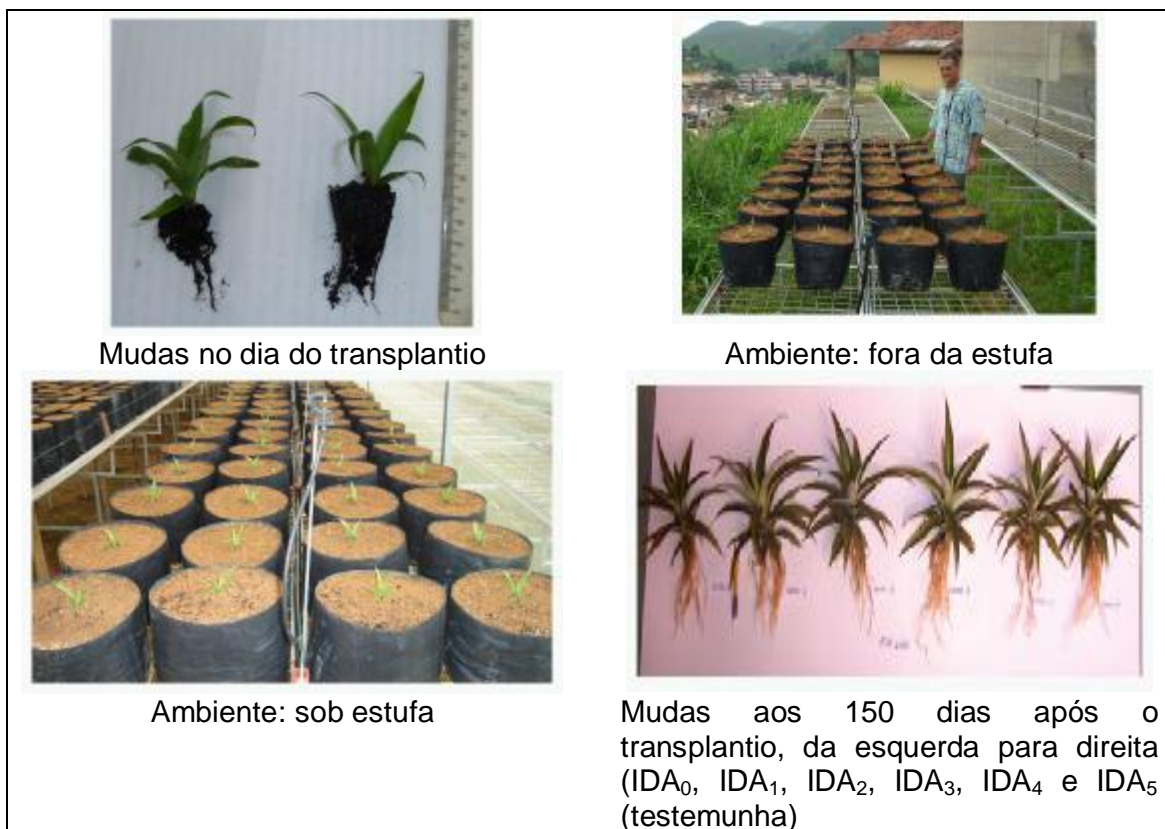 Mudas no dia do transplantio
Ambiente: fora da estufa
Ambiente: sob estufa
Mudas aos 150 dias após o
transplantio, da esquerda para direita
(IDA₀, IDA₁, IDA₂, IDA₃, IDA₄ e IDA₅
(testemunha)